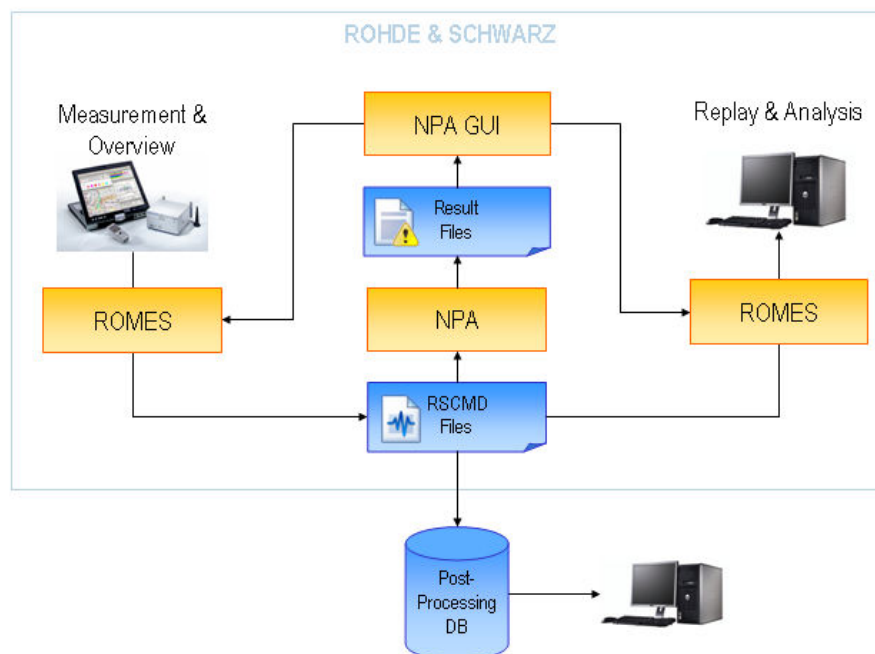 ROHDE & SCHWARZ
Measurement &
Overview
NPA GUI
Replay & Analysis
Result
Files
ROMES
NPA
ROMES
RSCMD
Files
Post-
Processing
DB